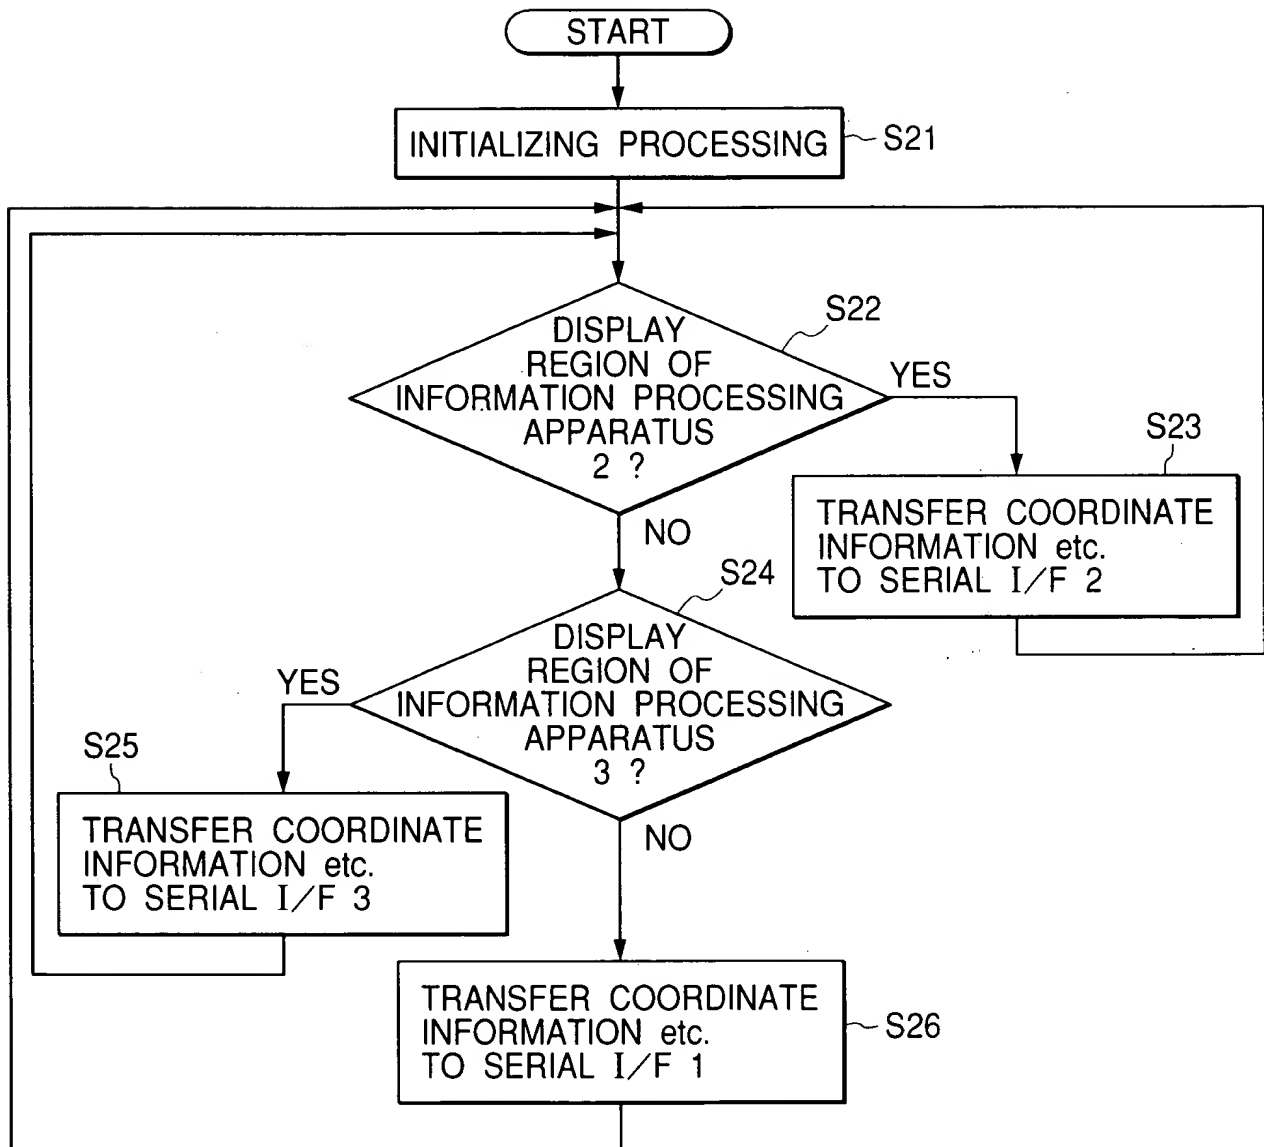 START
INITIALIZING PROCESSING
S21
DISPLAY
REGION OF
INFORMATION PROCESSING
APPARATUS
2 ?
S22
YES
NO
S23
TRANSFER COORDINATE
INFORMATION etc.
TO SERIAL I/F 2
S24
DISPLAY
REGION OF
INFORMATION PROCESSING
APPARATUS
3 ?
YES
NO
S25
TRANSFER COORDINATE
INFORMATION etc.
TO SERIAL I/F 3
TRANSFER COORDINATE
INFORMATION etc.
TO SERIAL I/F 1
S26